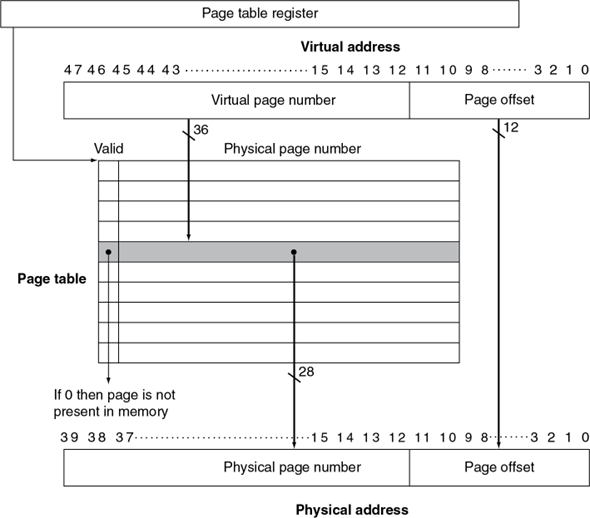 Page table register
Virtual address
47 46 45 44 43 ································· 15 14 13 12 11 10 9 8 ······· 3 2 1 0
Virtual page number Page offset
36 12
Valid Physical page number
Page table
28
If 0 then page is not
present in memory
39 38 37 ································· 15 14 13 12 11 10 9 8 ······· 3 2 1 0
Physical page number Page offset
Physical address